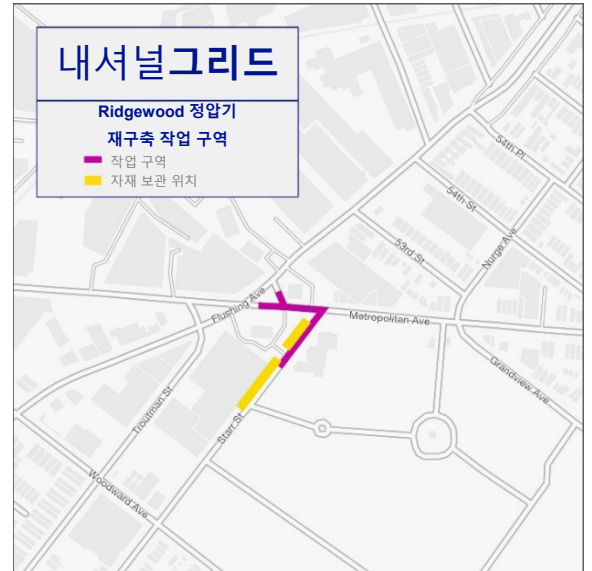 내셔널그리드
Ridgewood 정압기
재구축 작업 구역
작업 구역
자재 보관 위치
54th Pl
54th St
53rd St
Nurge Ave
Flushing Ave
Metropolitan Ave
Grandview Ave
Troutman St
Starr St
Woodward Ave